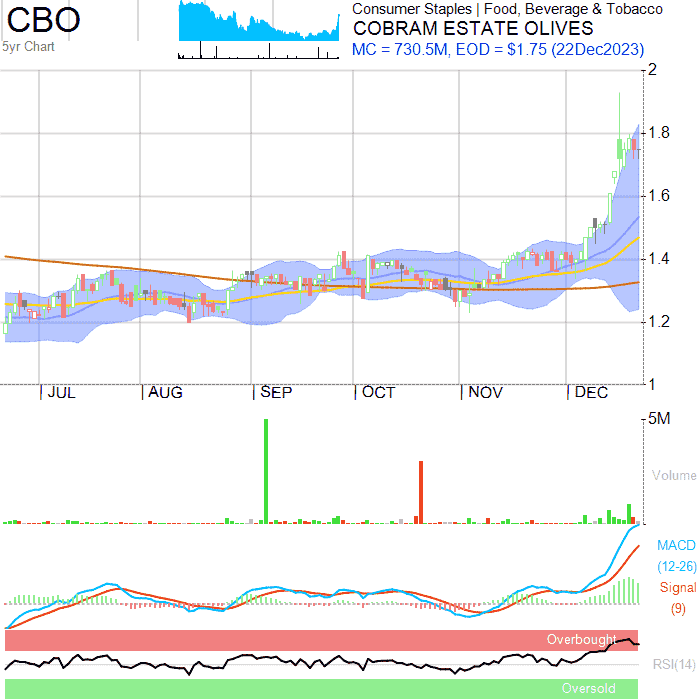 CBO
5yr Chart
Consumer Staples | Food, Beverage & Tobacco
COBRAM ESTATE OLIVES
MC = 730.5M, EOD = $1.75 (22Dec2023)
2
1.8
1.6
1.4
1.2
1
| JUL | AUG | SEP | OCT | NOV | DEC
5M
Volume
MACD
(12-26)
Signal
(9)
Overbought
RSI(14)
Oversold